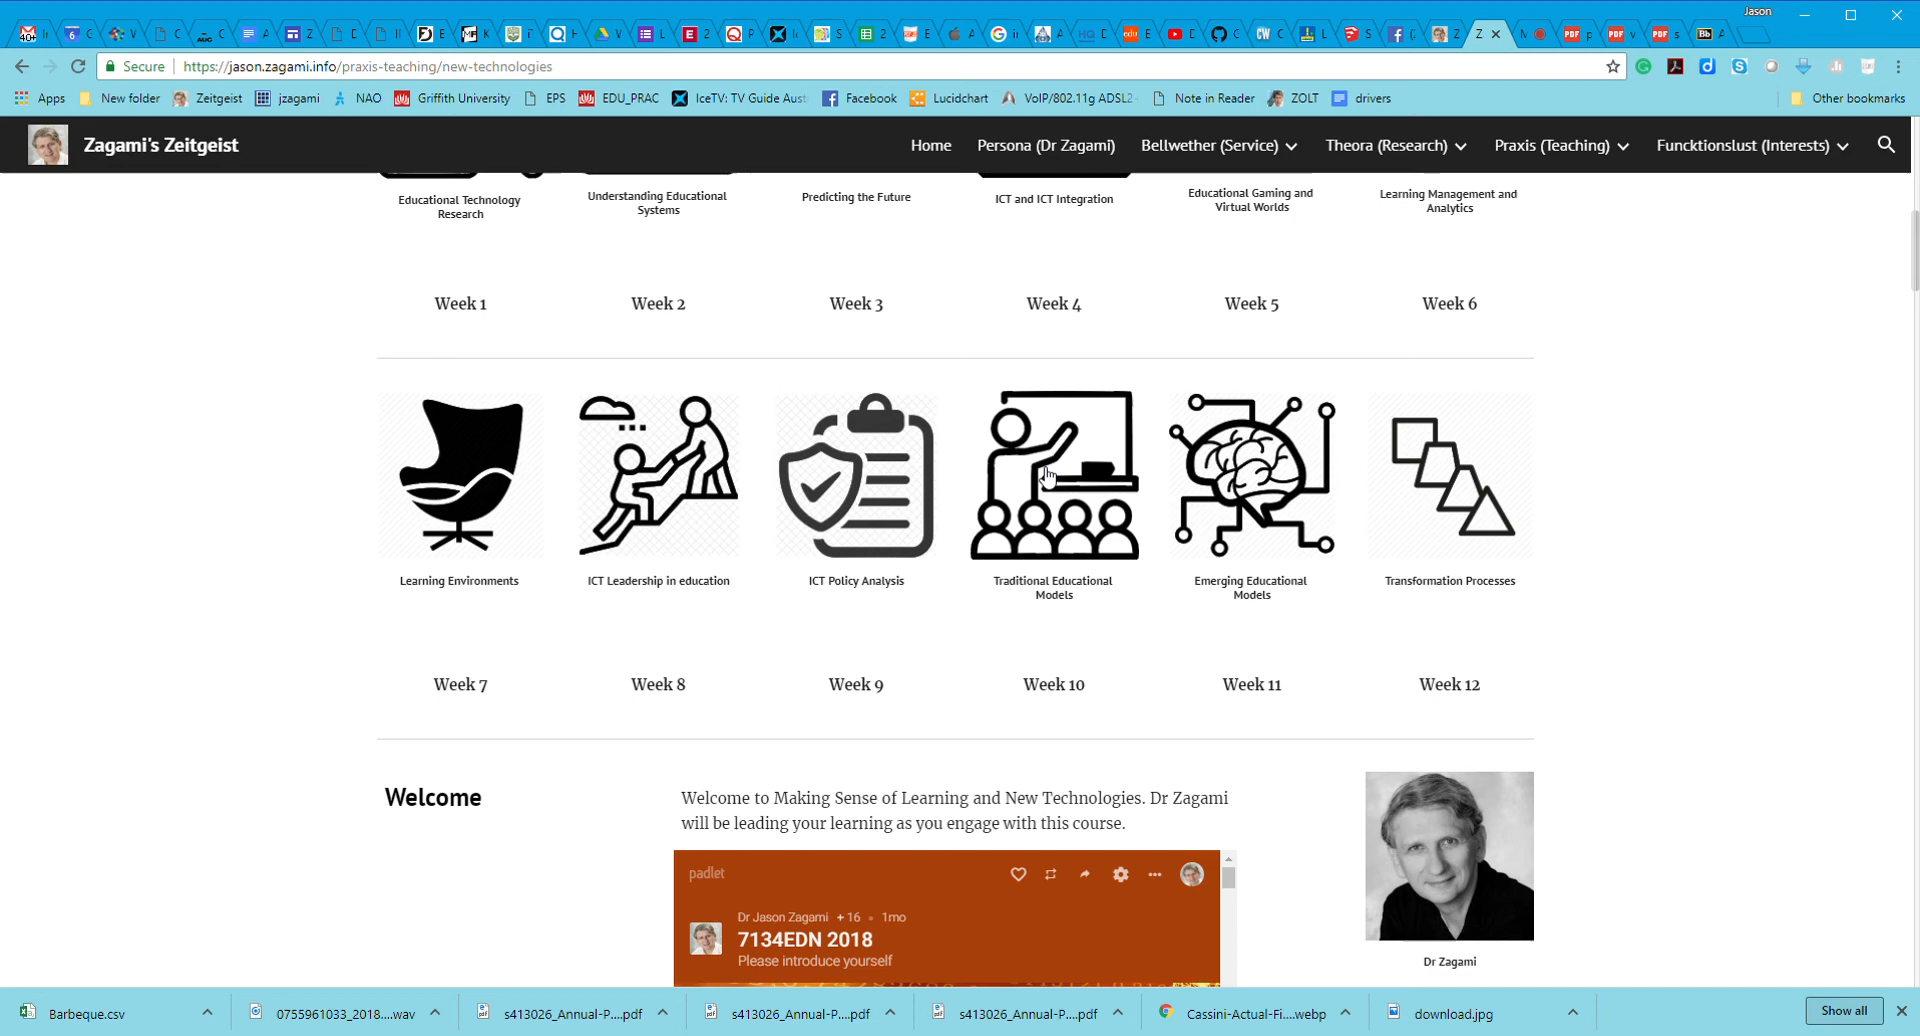 Jason
40+
Secure | https://jason.zagami.info/praxis-teaching/new-technologies
Apps New folder Zeitgeist jzagami NAO Griffith University EPS EDU_PRAC IceTV: TV Guide Aust Facebook Lucidchart VoIP/802.11g ADSL2 Note in Reader ZOLT drivers Other bookmarks
Zagami's Zeitgeist Home Persona (Dr Zagami) Bellwether (Service) Theora (Research) Praxis (Teaching) Funcktionslust (Interests)
Educational Technology
Research
Understanding Educational
Systems
Predicting the Future
ICT and ICT Integration
Educational Gaming and
Virtual Worlds
Learning Management and
Analytics
Week 1 Week 2 Week 3 Week 4 Week 5 Week 6
Learning Environments
ICT Leadership in education
ICT Policy Analysis
Traditional Educational
Models
Emerging Educational
Models
Transformation Processes
Week 7 Week 8 Week 9 Week 10 Week 11 Week 12
Welcome
Welcome to Making Sense of Learning and New Technologies. Dr Zagami
will be leading your learning as you engage with this course.
padlet
Dr Jason Zagami + 16 • 1mo
7134EDN 2018
Please introduce yourself
Dr Zagami
Barbeque.csv 0755961033_2018....wav s413026_Annual-P....pdf s413026_Annual-P....pdf s413026_Annual-P....pdf Cassini-Actual-Fi....webp download.jpg Show all